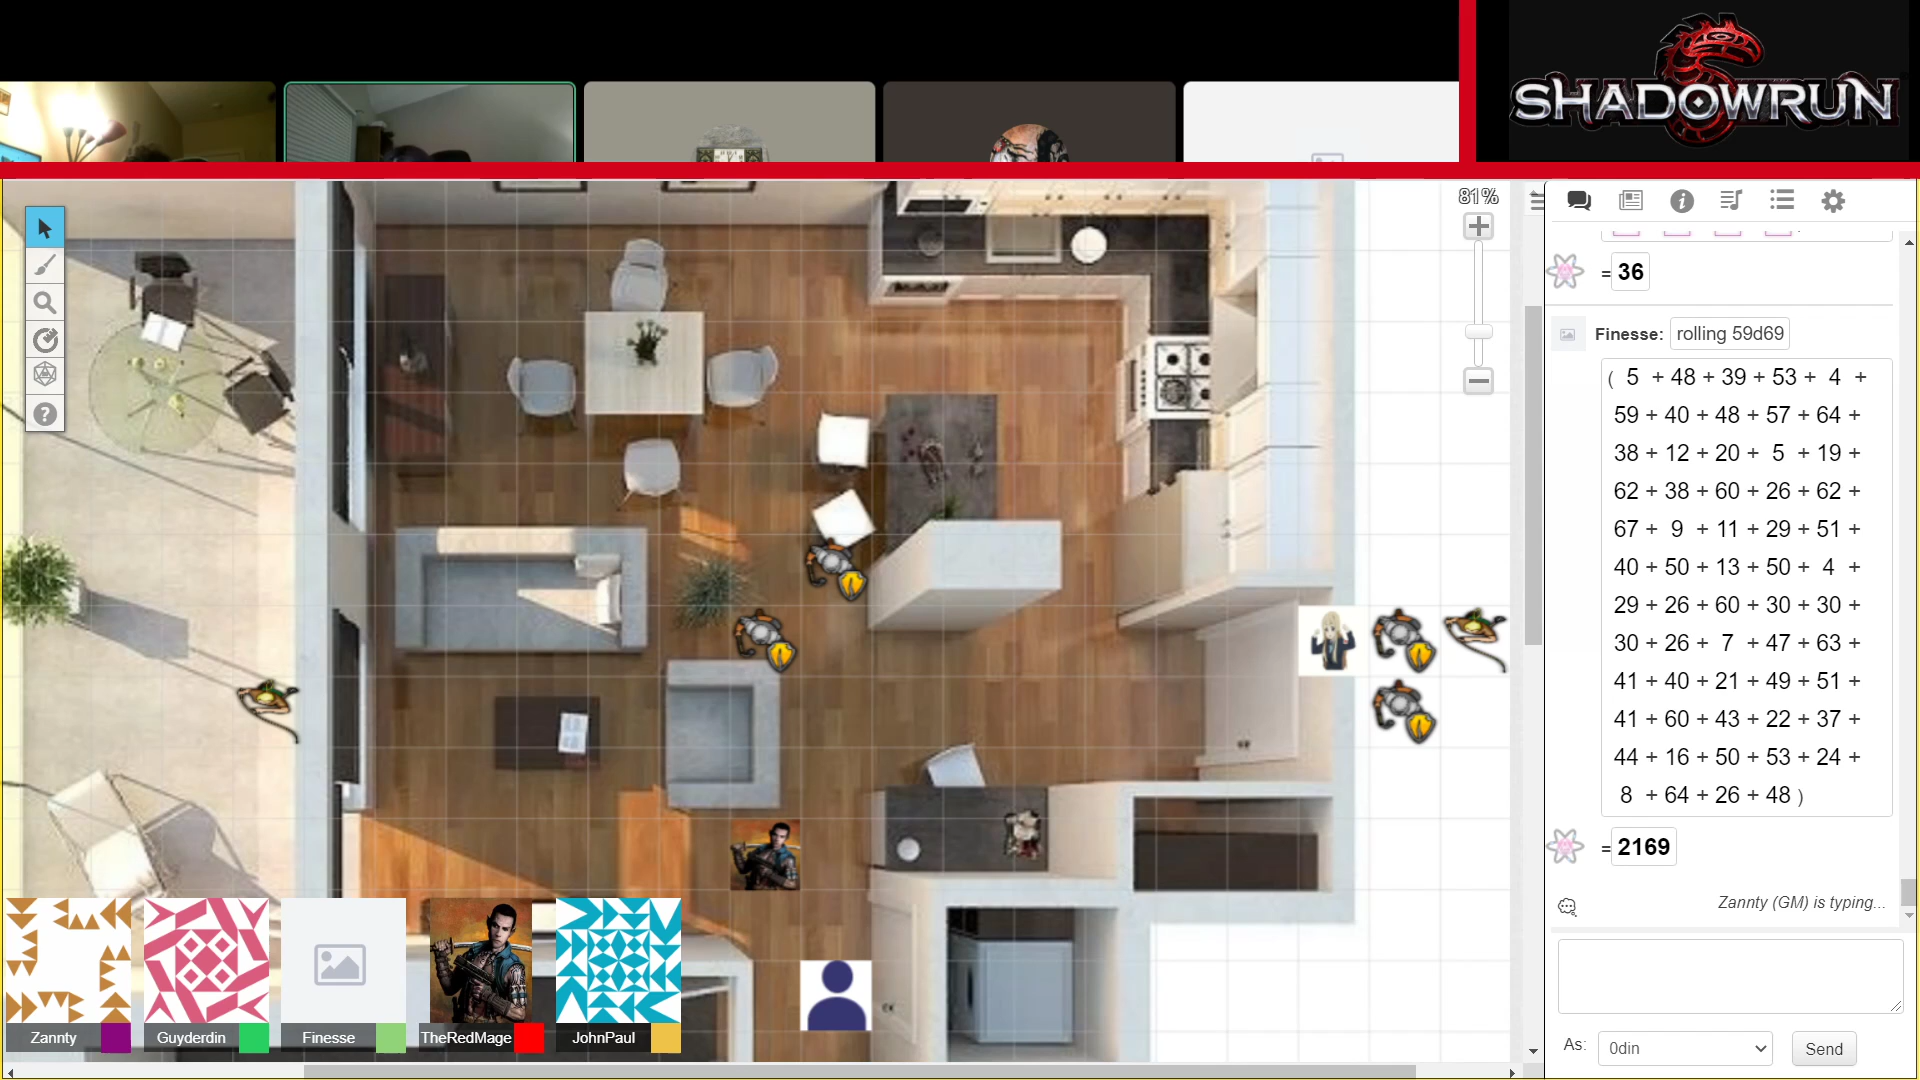 SHADOWRUN
81%
= 36
Finesse: rolling 59d69
( 5 + 48 + 39 + 53 + 4 +
59 + 40 + 48 + 57 + 64 +
38 + 12 + 20 + 5 + 19 +
62 + 38 + 60 + 26 + 62 +
67 + 9 + 11 + 29 + 51 +
40 + 50 + 13 + 50 + 4 +
29 + 26 + 60 + 30 + 30 +
30 + 26 + 7 + 47 + 63 +
41 + 40 + 21 + 49 + 51 +
41 + 60 + 43 + 22 + 37 +
44 + 16 + 50 + 53 + 24 +
8 + 64 + 26 + 48 )
= 2169
Zannty (GM) is typing...
Zannty
Guyderdin
Finesse
TheRedMage
JohnPaul
As: 0din
Send